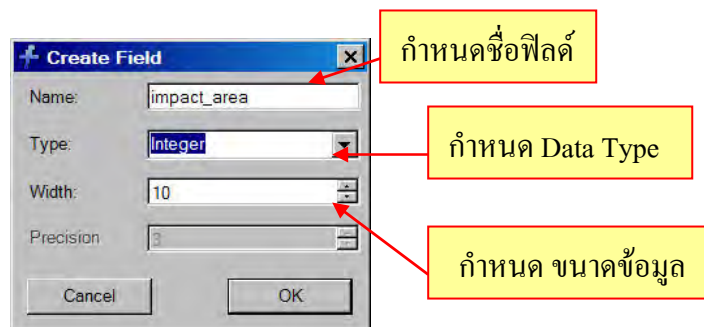 Create Field
กำหนดชื่อฟิลด์
Name: impact_area
Type: Integer
กำหนด Data Type
Width: 10
Precision 3
กำหนด ขนาดข้อมูล
Cancel OK